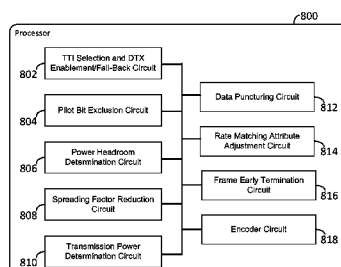 800
Processor
TTI Selection and DTX
Enablement/Fall-Back Circuit
802
Pilot Bit Exclusion Circuit
804
Power Headroom
Determination Circuit
806
Spreading Factor Reduction
Circuit
808
Transmission Power
Determination Circuit
810
Data Puncturing Circuit
812
Rate Matching Attribute
Adjustment Circuit
814
Frame Early Termination
Circuit
816
Encoder Circuit
818